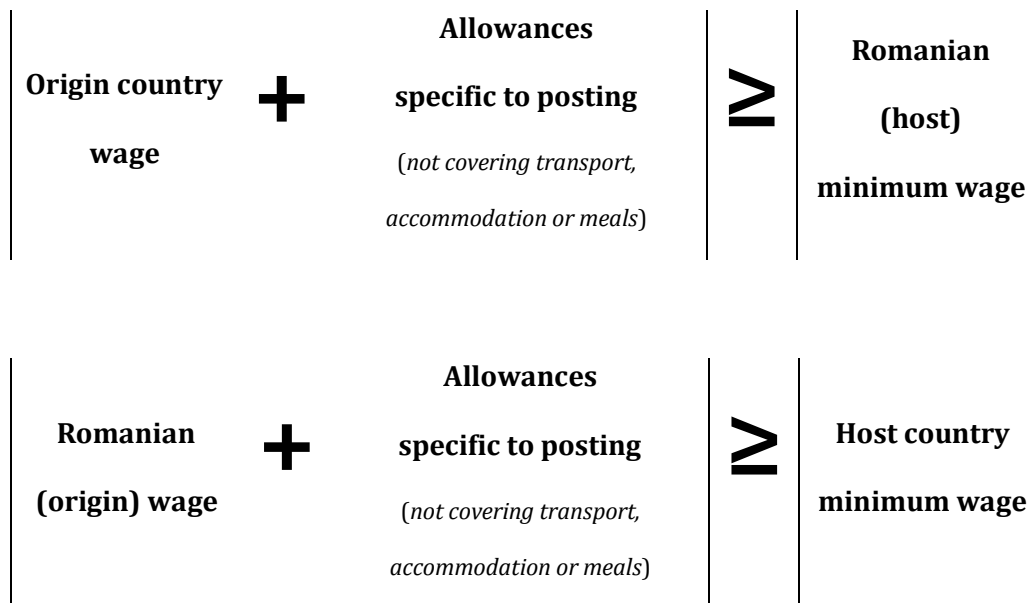 Origin country
wage
+
Allowances
specific to posting
(not covering transport,
accommodation or meals)
≥
Romanian
(host)
minimum wage
Romanian
(origin) wage
+
Allowances
specific to posting
(not covering transport,
accommodation or meals)
≥
Host country
minimum wage